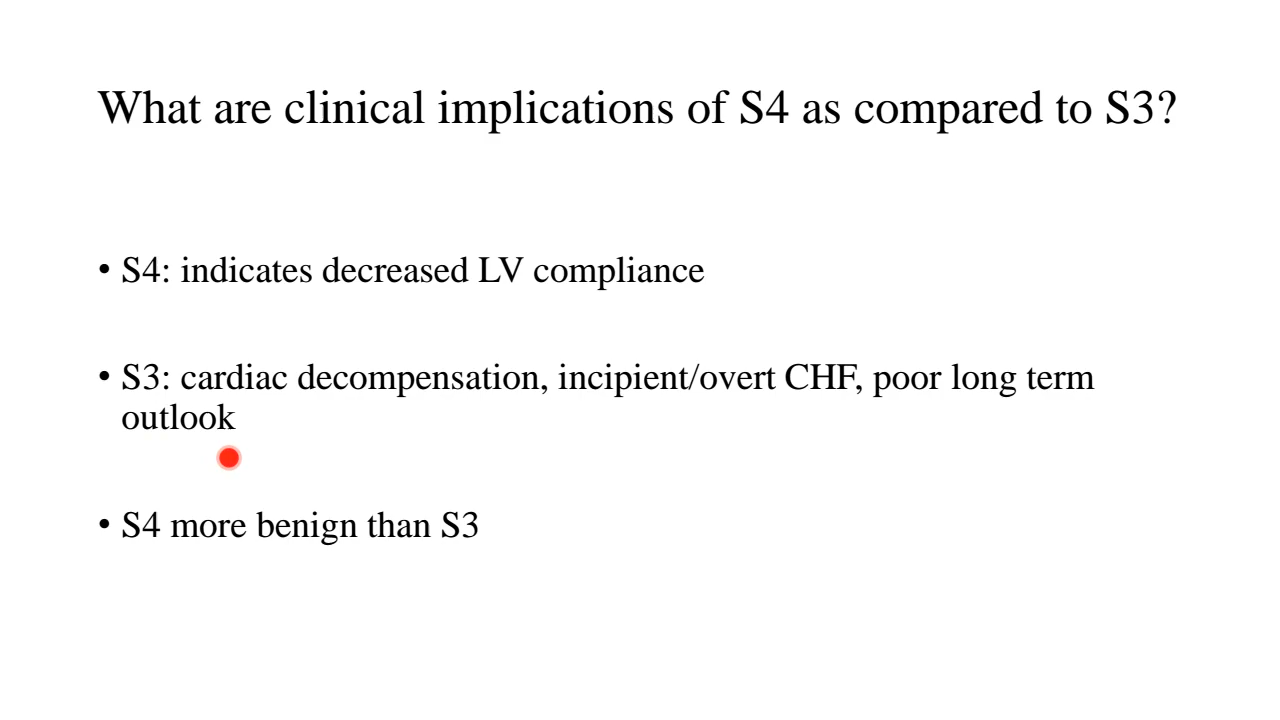 What are clinical implications of S4 as compared to S3?
• S4: indicates decreased LV compliance
• S3: cardiac decompensation, incipient/overt CHF, poor long term
outlook
• S4 more benign than S3